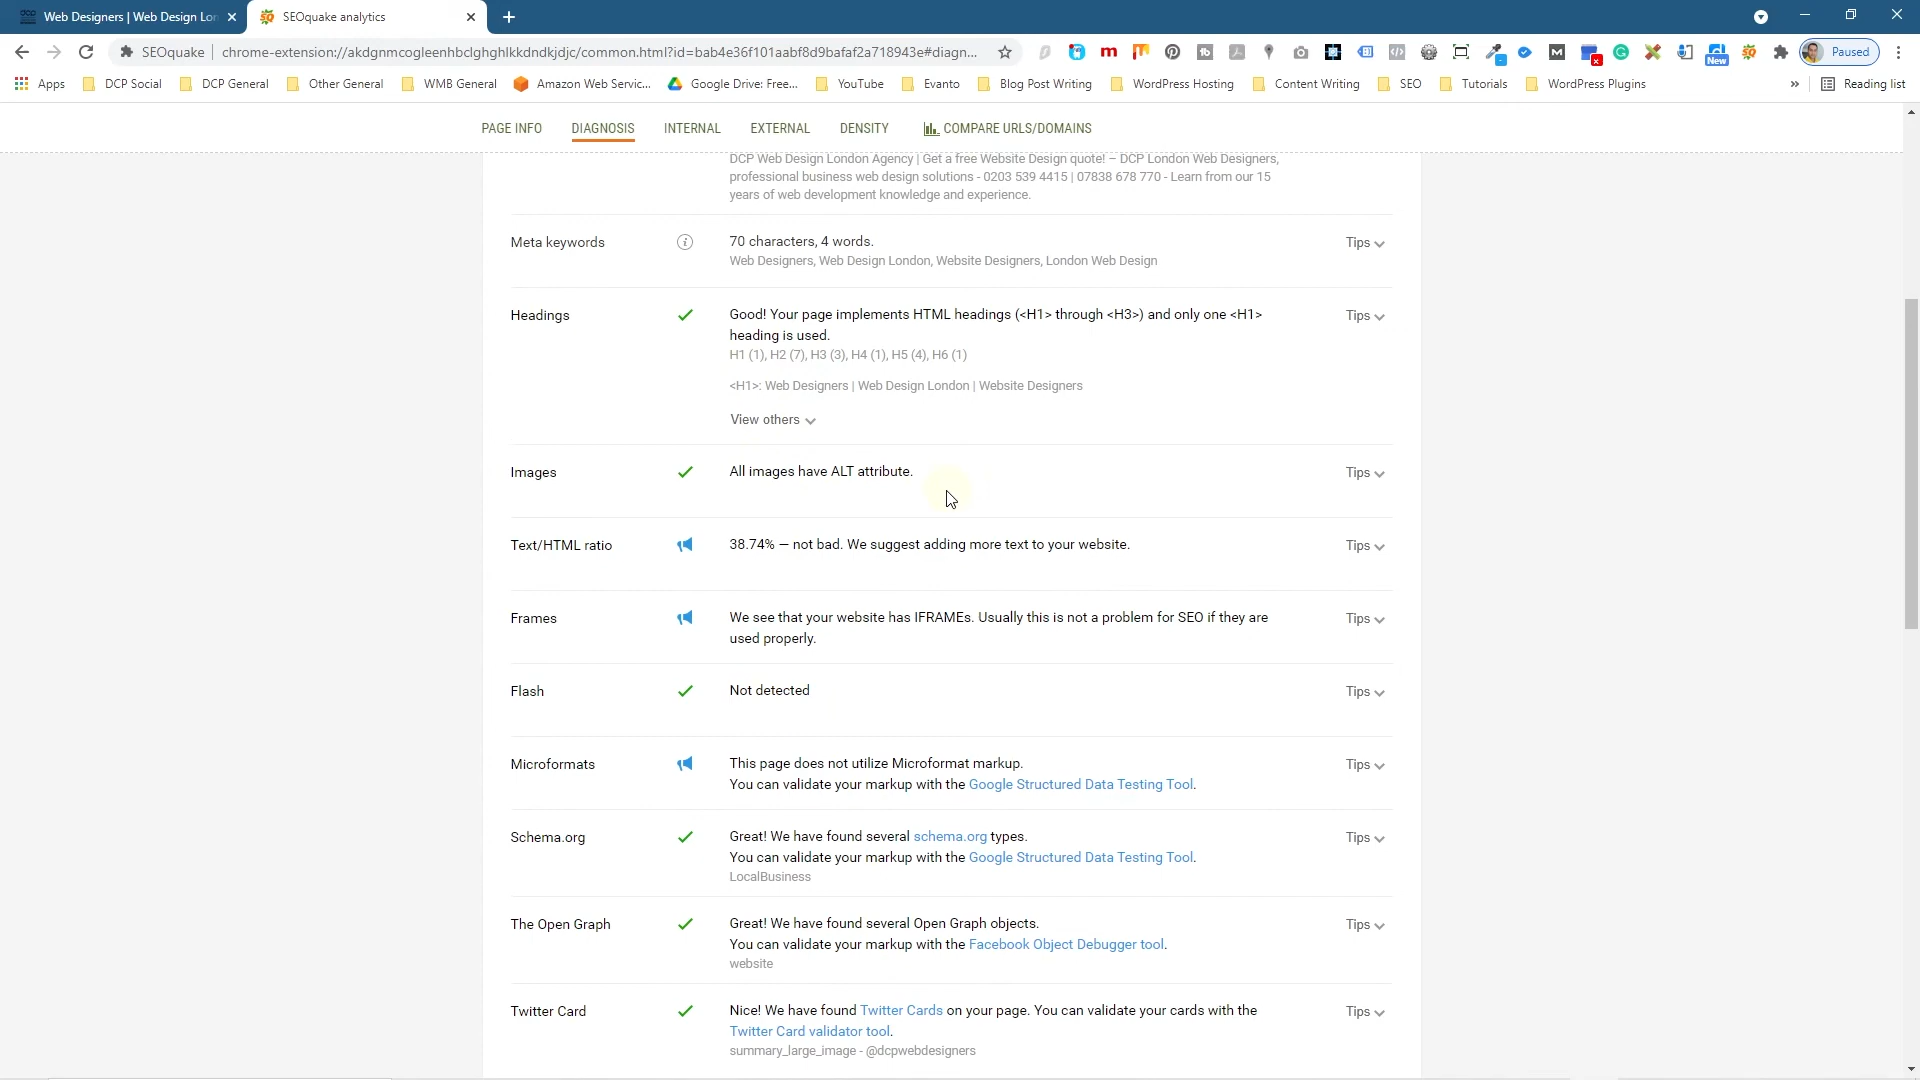 Web Designers | Web Design Lon
SEOquake analytics
SEOquake
chrome-extension://akdgnmcogleenhbclghghlkkdndkjdjc/common.html?id=bab4e36f101aabf8d9bafaf2a718943e#diagn...
New
Paused
Apps
DCP Social
DCP General
Other General
WMB General
Amazon Web Servic...
Google Drive: Free...
YouTube
Evanto
Blog Post Writing
WordPress Hosting
Content Writing
SEO
Tutorials
WordPress Plugins
»
Reading list
PAGE INFO
DIAGNOSIS
INTERNAL
EXTERNAL
DENSITY
COMPARE URLS/DOMAINS
DCP Web Design London Agency | Get a free Website Design quote! – DCP London Web Designers,
professional business web design solutions - 0203 539 4415 | 07838 678 770 - Learn from our 15
years of web development knowledge and experience.
Meta keywords
70 characters, 4 words.
Tips
Web Designers, Web Design London, Website Designers, London Web Design
Headings
Good! Your page implements HTML headings (<H1> through <H3>) and only one <H1>
heading is used.
Tips
H1 (1), H2 (7), H3 (3), H4 (1), H5 (4), H6 (1)
<H1>: Web Designers | Web Design London | Website Designers
View others
Images
All images have ALT attribute.
Tips
Text/HTML ratio
38.74% — not bad. We suggest adding more text to your website.
Tips
Frames
We see that your website has IFRAMEs. Usually this is not a problem for SEO if they are
used properly.
Tips
Flash
Not detected
Tips
Microformats
This page does not utilize Microformat markup.
You can validate your markup with the Google Structured Data Testing Tool.
Tips
Schema.org
Great! We have found several schema.org types.
You can validate your markup with the Google Structured Data Testing Tool.
LocalBusiness
Tips
The Open Graph
Great! We have found several Open Graph objects.
You can validate your markup with the Facebook Object Debugger tool.
website
Tips
Twitter Card
Nice! We have found Twitter Cards on your page. You can validate your cards with the
Twitter Card validator tool.
summary_large_image - @dcpwebdesigners
Tips